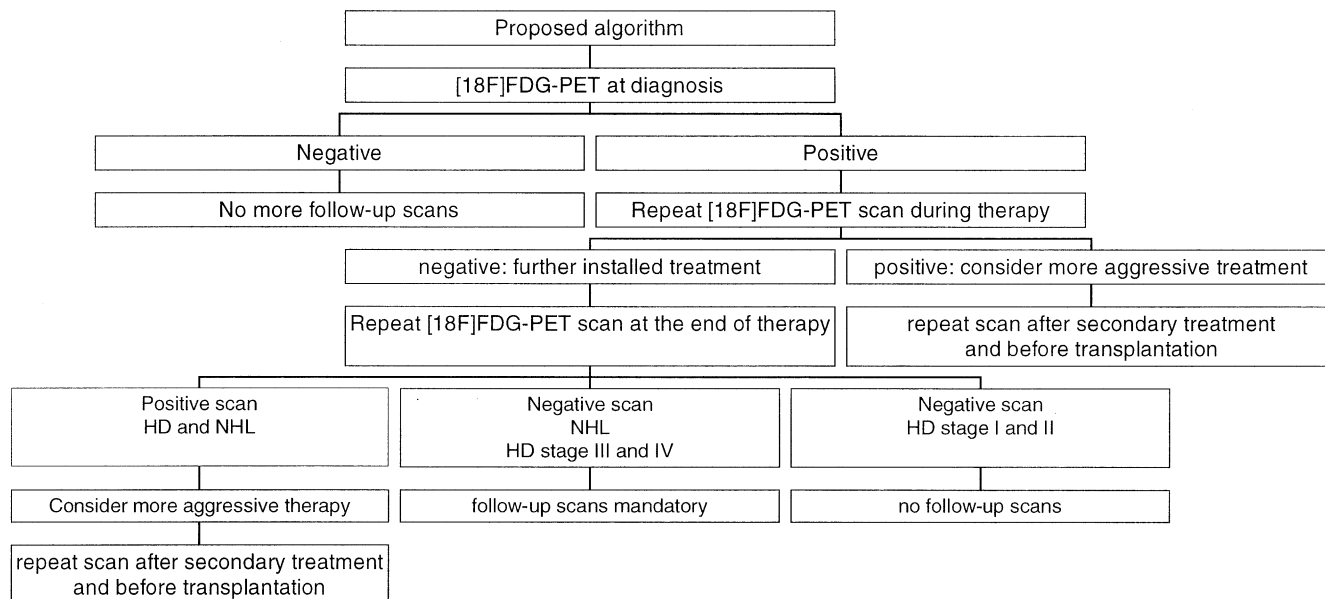 Proposed algorithm
[18F]FDG-PET at diagnosis
Negative
Positive
No more follow-up scans
Repeat [18F]FDG-PET scan during therapy
negative: further installed treatment
positive: consider more aggressive treatment
Repeat [18F]FDG-PET scan at the end of therapy
repeat scan after secondary treatment
and before transplantation
Positive scan
HD and NHL
Negative scan
NHL
HD stage III and IV
Negative scan
HD stage I and II
Consider more aggressive therapy
follow-up scans mandatory
no follow-up scans
repeat scan after secondary treatment
and before transplantation